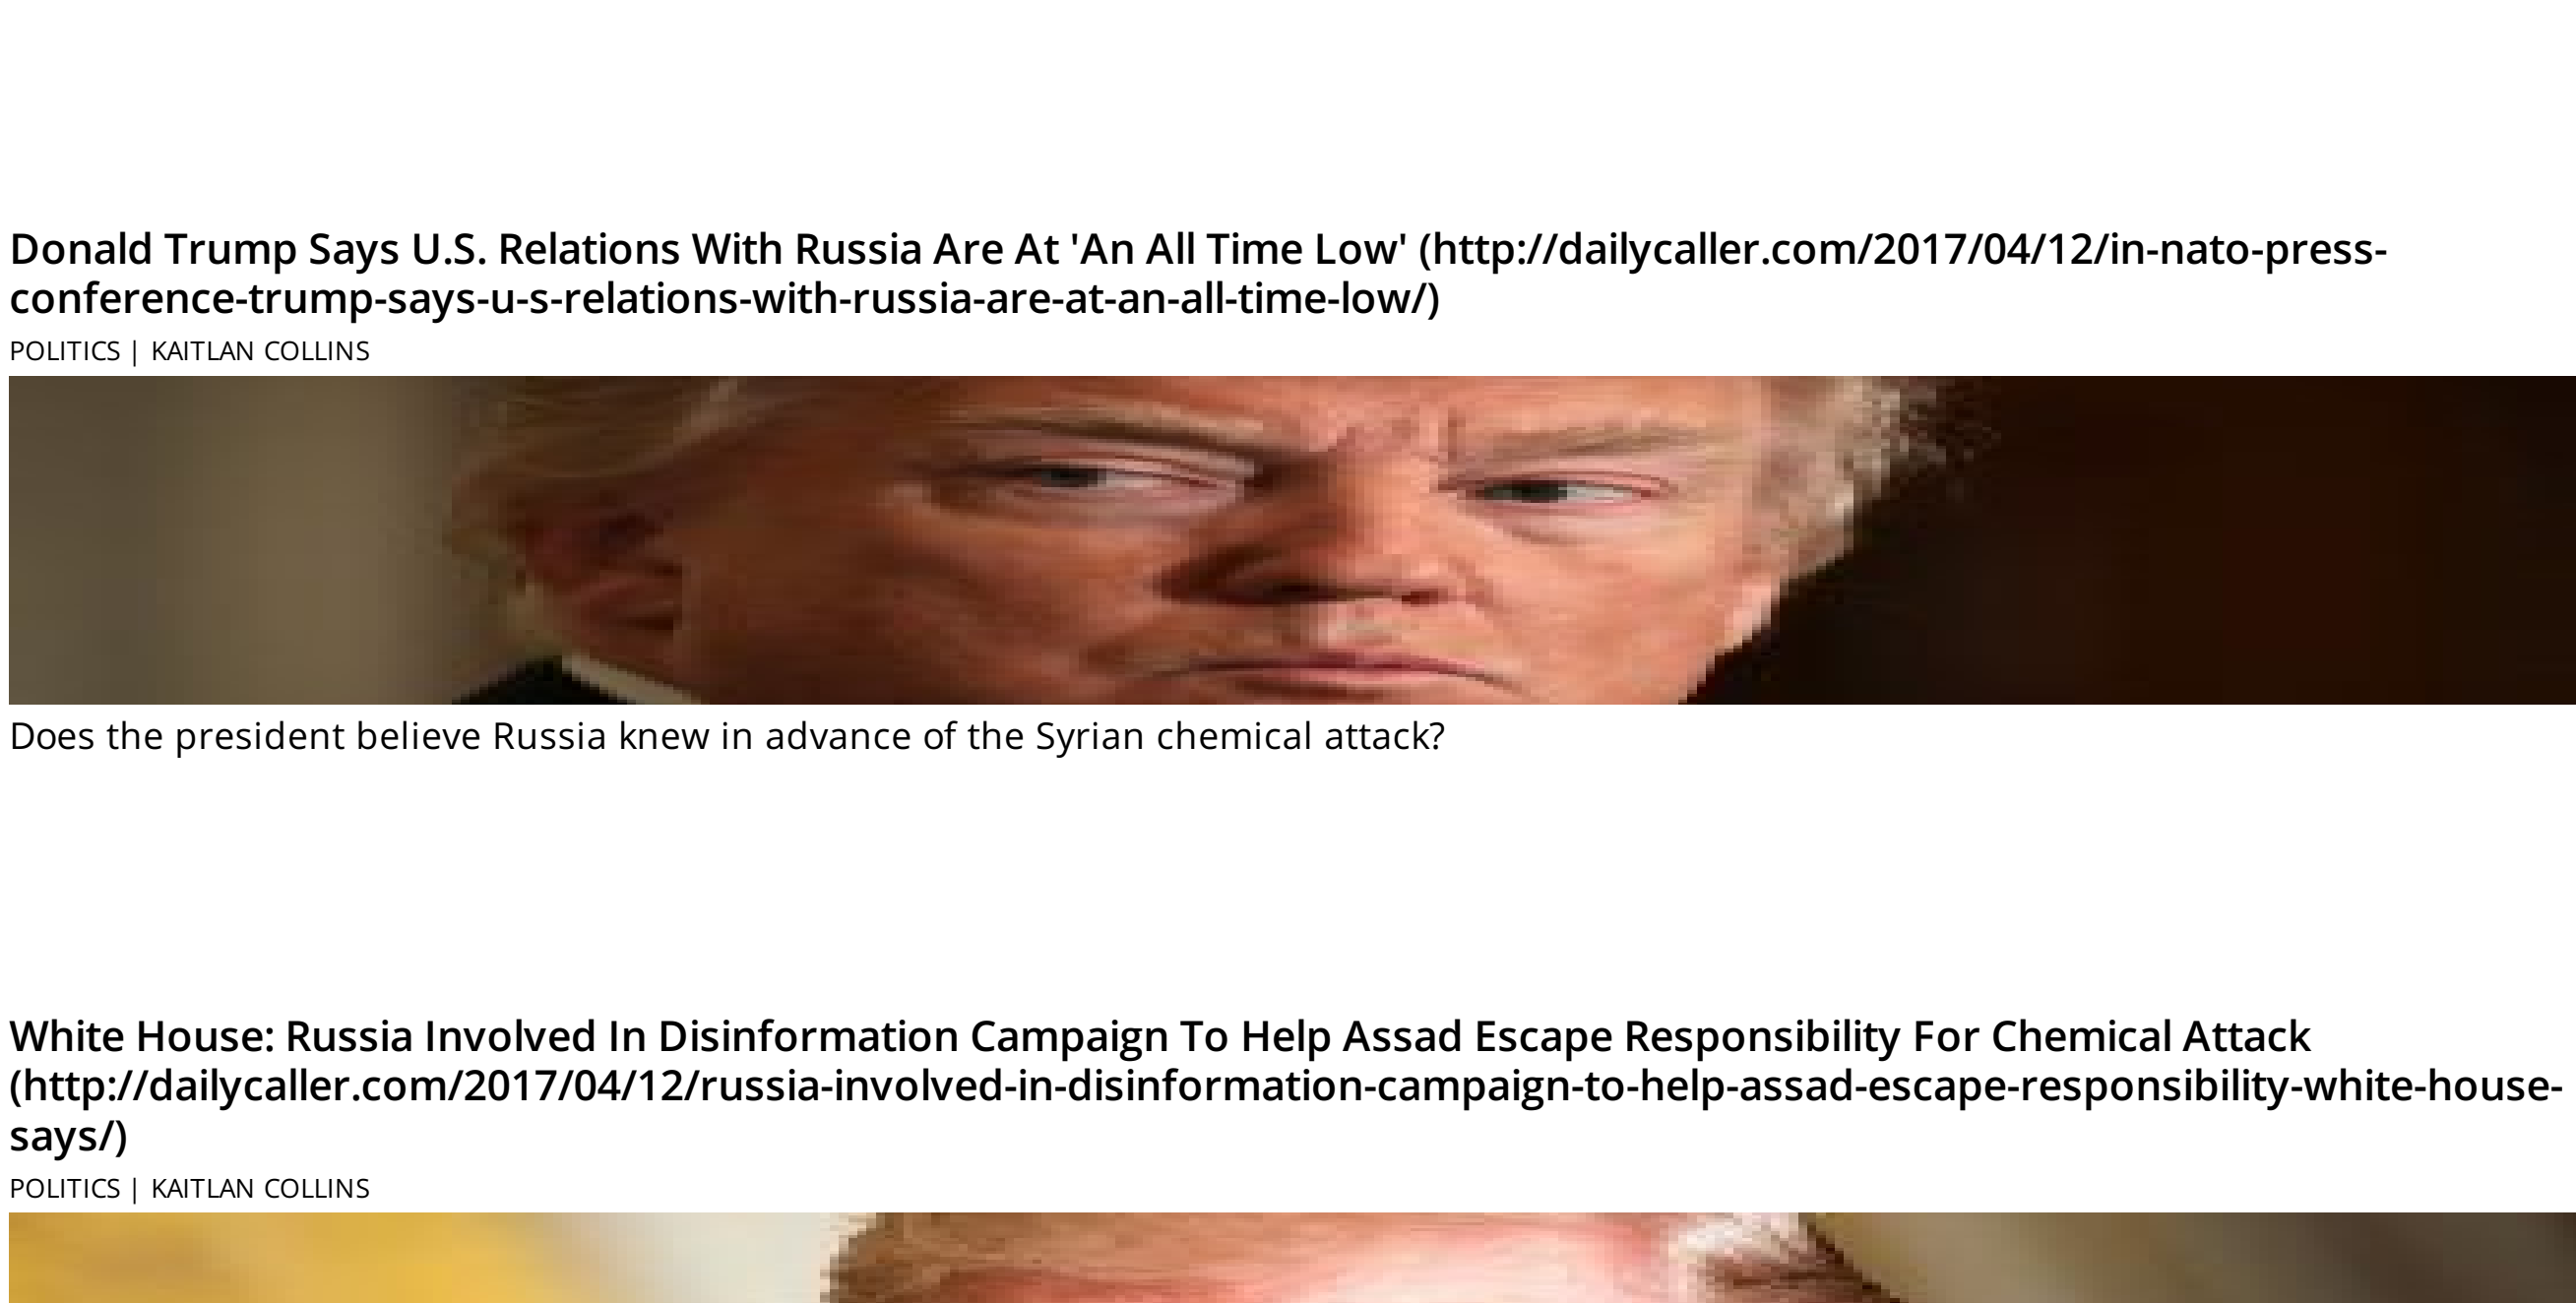 Donald Trump Says U.S. Relations With Russia Are At 'An All Time Low' (http://dailycaller.com/2017/04/12/in-nato-press-
conference-trump-says-u-s-relations-with-russia-are-at-an-all-time-low/)
POLITICS | KAITLAN COLLINS
Does the president believe Russia knew in advance of the Syrian chemical attack?
White House: Russia Involved In Disinformation Campaign To Help Assad Escape Responsibility For Chemical Attack
(http://dailycaller.com/2017/04/12/russia-involved-in-disinformation-campaign-to-help-assad-escape-responsibility-white-house-
says/)
POLITICS | KAITLAN COLLINS